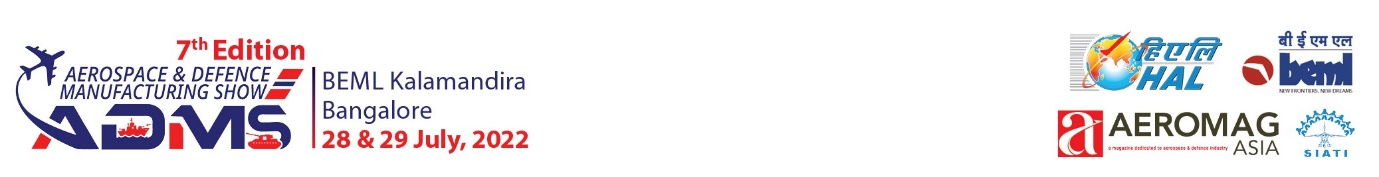 7th Edition
AEROSPACE & DEFENCE
MANUFACTURING SHOW
ADMS
BEML Kalamandira
Bangalore
28 & 29 July, 2022
हिएलि
HAL
बी ई एम एल
beml
NEW FRONTIERS. NEW DREAMS.
a AEROMAG
ASIA
a magazine dedicated to aerospace & defence industry
SIATI